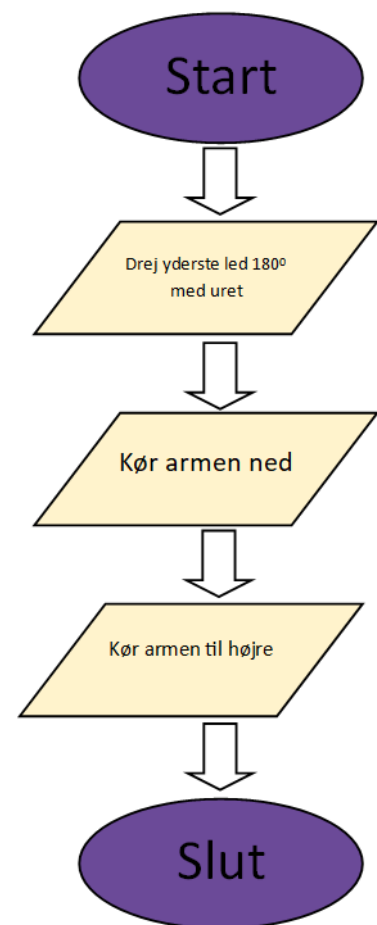 Start
Drej yderste led 180⁰
med uret
Kør armen ned
Kør armen til højre
Slut